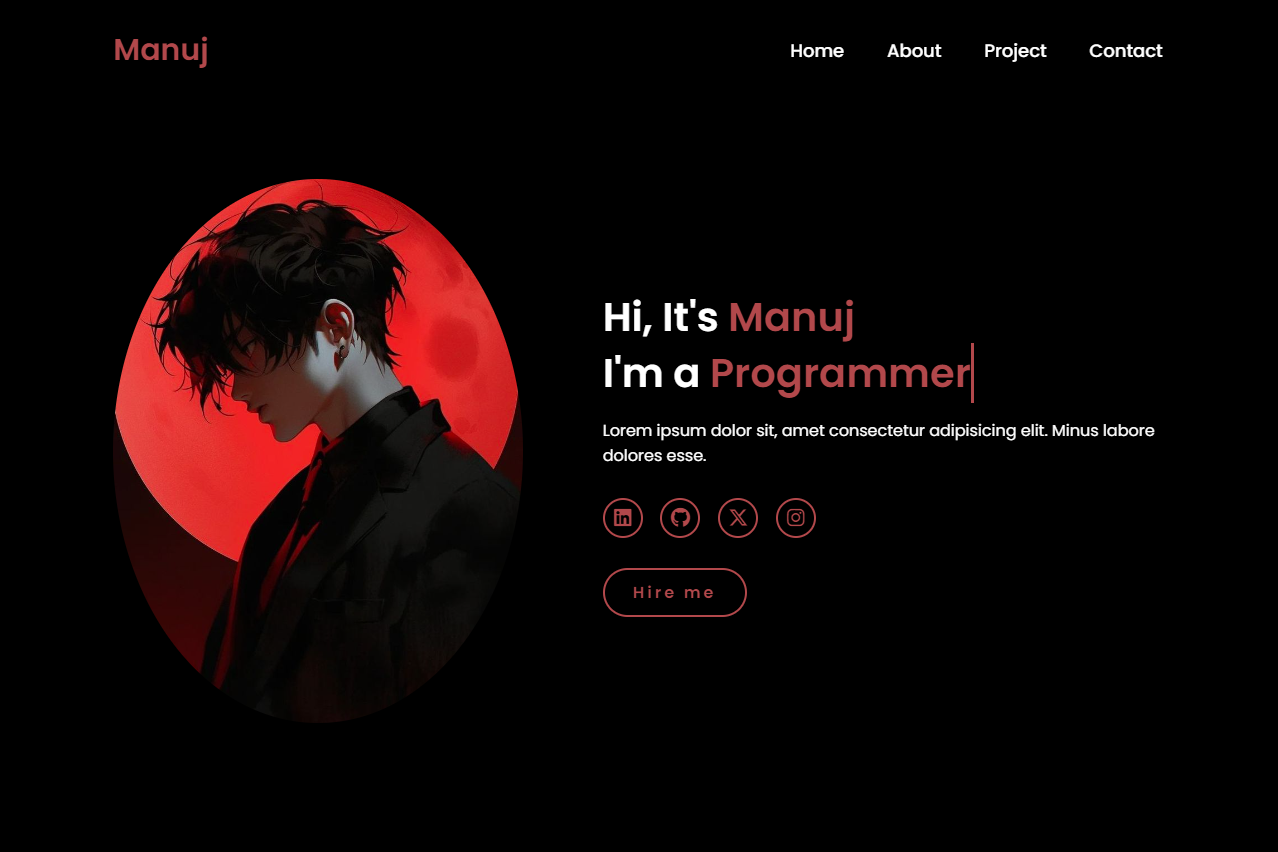 Manuj
Home About Project Contact
Hi, It's Manuj
I'm a Programmer
Lorem ipsum dolor sit, amet consectetur adipisicing elit. Minus labore
dolores esse.
Hire me